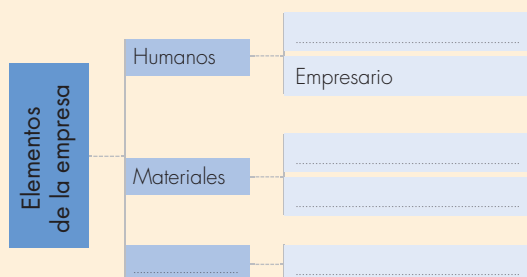 Elementos
de la empresa
Humanos
Empresario
Materiales